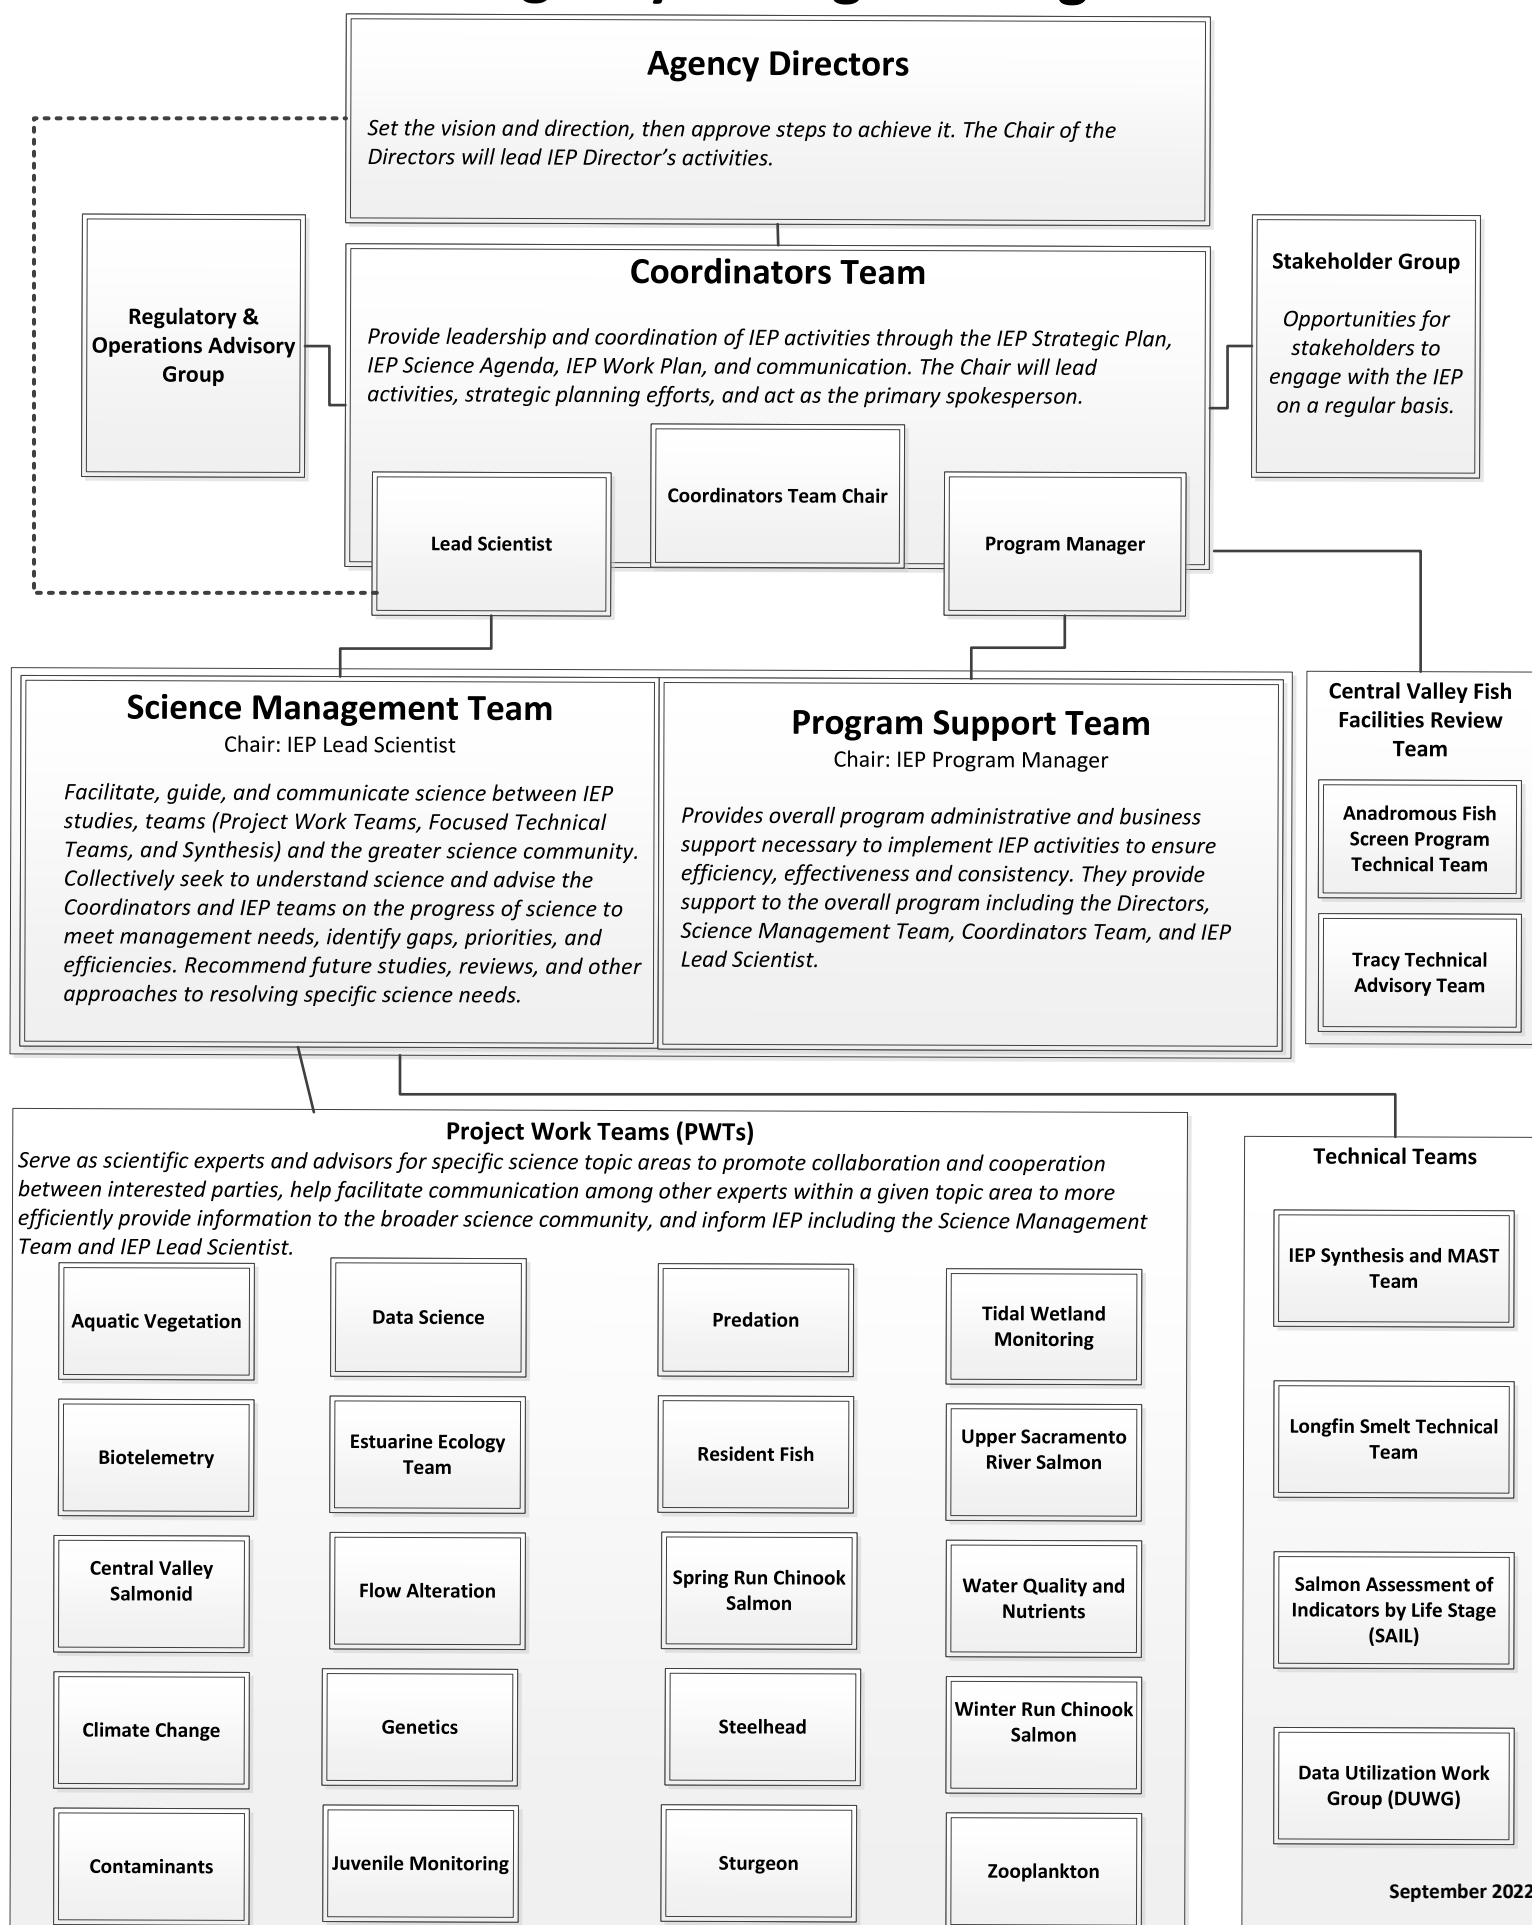 Agency Directors
Set the vision and direction, then approve steps to achieve it. The Chair of the
Directors will lead IEP Director’s activities.
Regulatory &
Operations Advisory
Group
Coordinators Team
Provide leadership and coordination of IEP activities through the IEP Strategic Plan,
IEP Science Agenda, IEP Work Plan, and communication. The Chair will lead
activities, strategic planning efforts, and act as the primary spokesperson.
Stakeholder Group
Opportunities for
stakeholders to
engage with the IEP
on a regular basis.
Lead Scientist
Coordinators Team Chair
Program Manager
Science Management Team
Chair: IEP Lead Scientist
Facilitate, guide, and communicate science between IEP
studies, teams (Project Work Teams, Focused Technical
Teams, and Synthesis) and the greater science community.
Collectively seek to understand science and advise the
Coordinators and IEP teams on the progress of science to
meet management needs, identify gaps, priorities, and
efficiencies. Recommend future studies, reviews, and other
approaches to resolving specific science needs.
Program Support Team
Chair: IEP Program Manager
Provides overall program administrative and business
support necessary to implement IEP activities to ensure
efficiency, effectiveness and consistency. They provide
support to the overall program including the Directors,
Science Management Team, Coordinators Team, and IEP
Lead Scientist.
Central Valley Fish
Facilities Review
Team
Anadromous Fish
Screen Program
Technical Team
Tracy Technical
Advisory Team
Project Work Teams (PWTs)
Serve as scientific experts and advisors for specific science topic areas to promote collaboration and cooperation
between interested parties, help facilitate communication among other experts within a given topic area to more
efficiently provide information to the broader science community, and inform IEP including the Science Management
Team and IEP Lead Scientist.
Aquatic Vegetation
Data Science
Predation
Tidal Wetland
Monitoring
Biotelemetry
Estuarine Ecology
Team
Resident Fish
Upper Sacramento
River Salmon
Central Valley
Salmonid
Flow Alteration
Spring Run Chinook
Salmon
Water Quality and
Nutrients
Climate Change
Genetics
Steelhead
Winter Run Chinook
Salmon
Contaminants
Juvenile Monitoring
Sturgeon
Zooplankton
Technical Teams
IEP Synthesis and MAST
Team
Longfin Smelt Technical
Team
Salmon Assessment of
Indicators by Life Stage
(SAIL)
Data Utilization Work
Group (DUWG)
September 2022